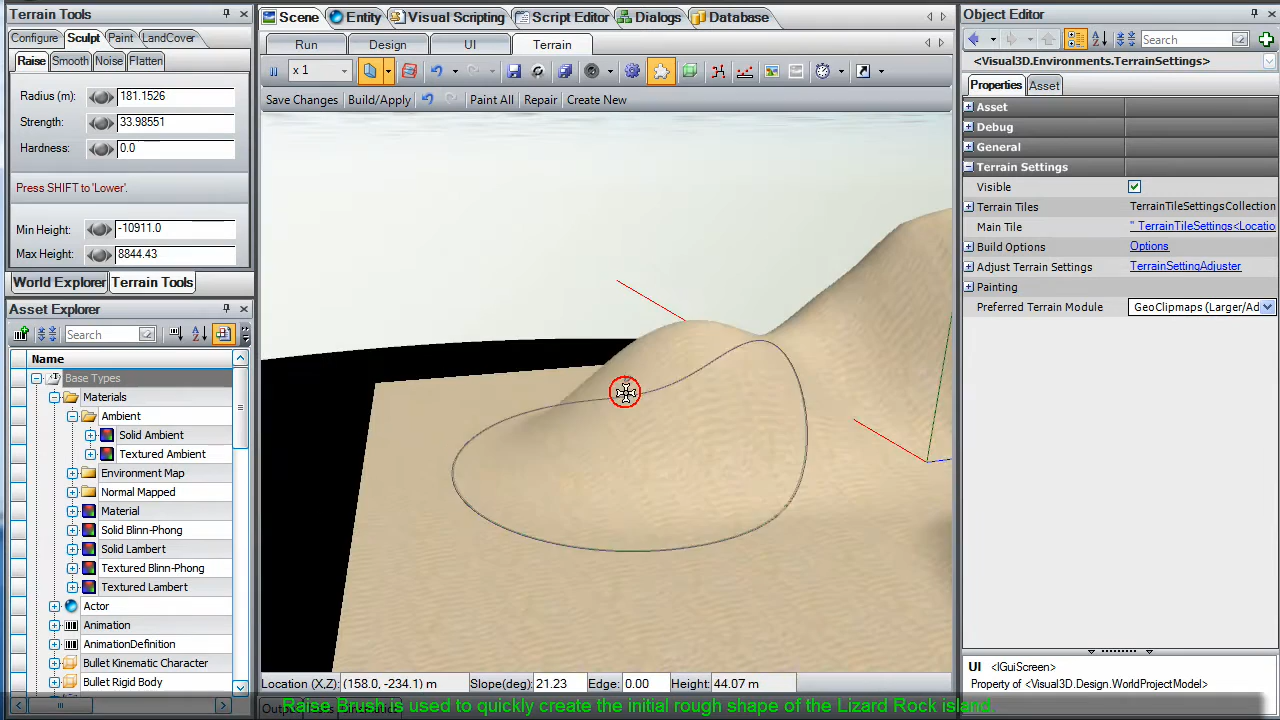 Terrain Tools
Configure Sculpt Paint LandCover
Raise Smooth Noise Flatten
Radius (m): 181.1526
Strength: 33.98551
Hardness: 0.0
Press SHIFT to 'Lower'.
Min Height: -10911.0
Max Height: 8844.43
World Explorer Terrain Tools
Asset Explorer
Search
Name
Base Types
Materials
Ambient
Solid Ambient
Textured Ambient
Environment Map
Normal Mapped
Material
Solid Blinn-Phong
Solid Lambert
Textured Blinn-Phong
Textured Lambert
Actor
Animation
AnimationDefinition
Bullet Kinematic Character
Bullet Rigid Body
Scene Entity Visual Scripting Script Editor Dialogs Database
Run Design UI Terrain
x 1
Save Changes Build/Apply Paint All Repair Create New
Location (X,Z): (158.0, -234.1) m Slope(deg): 21.23 Edge: 0.00 Height: 44.07 m
Raise Brush is used to quickly create the initial rough shape of the Lizard Rock island.
Object Editor
Search
<Visual3D.Environments.TerrainSettings>
Properties Asset
Asset
Debug
General
Terrain Settings
Visible
Terrain Tiles TerrainTileSettingsCollection
Main Tile " TerrainTileSettings<Locatio
Build Options Options
Adjust Terrain Settings TerrainSettingAdjuster
Painting
Preferred Terrain Module GeoClipmaps (Larger/Ad
UI <IGuiScreen>
Property of <Visual3D.Design.WorldProjectModel>